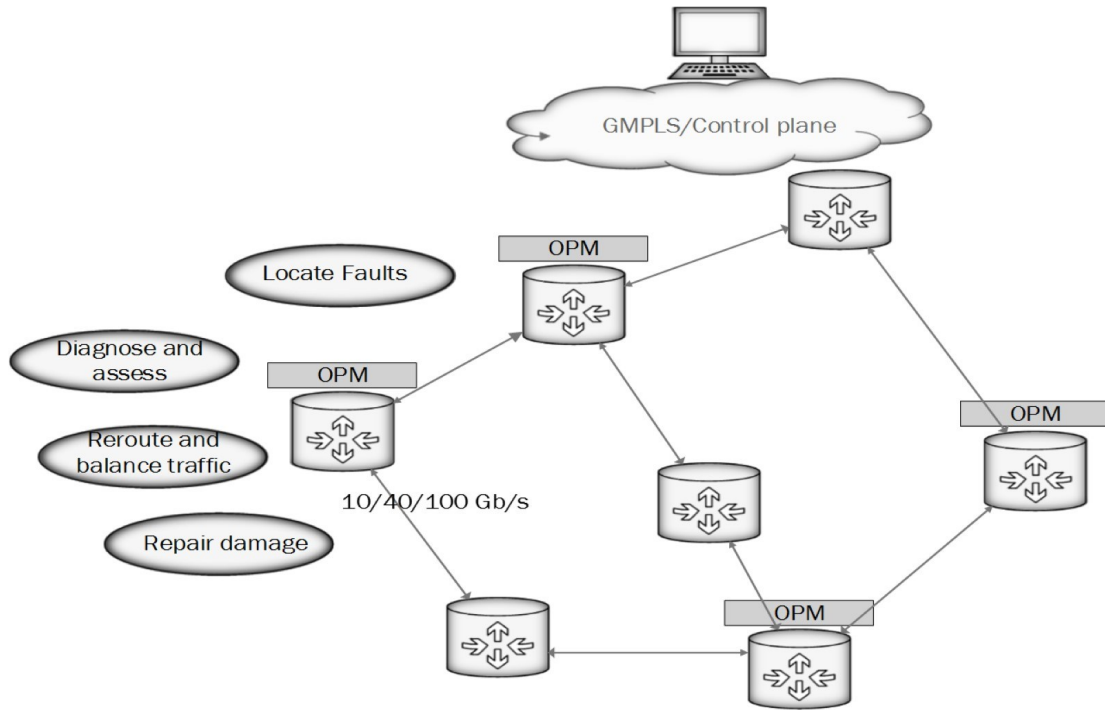 GMPLS/Control plane
OPM
Locate Faults
Diagnose and
assess
OPM
OPM
Reroute and
balance traffic
10/40/100 Gb/s
Repair damage
OPM